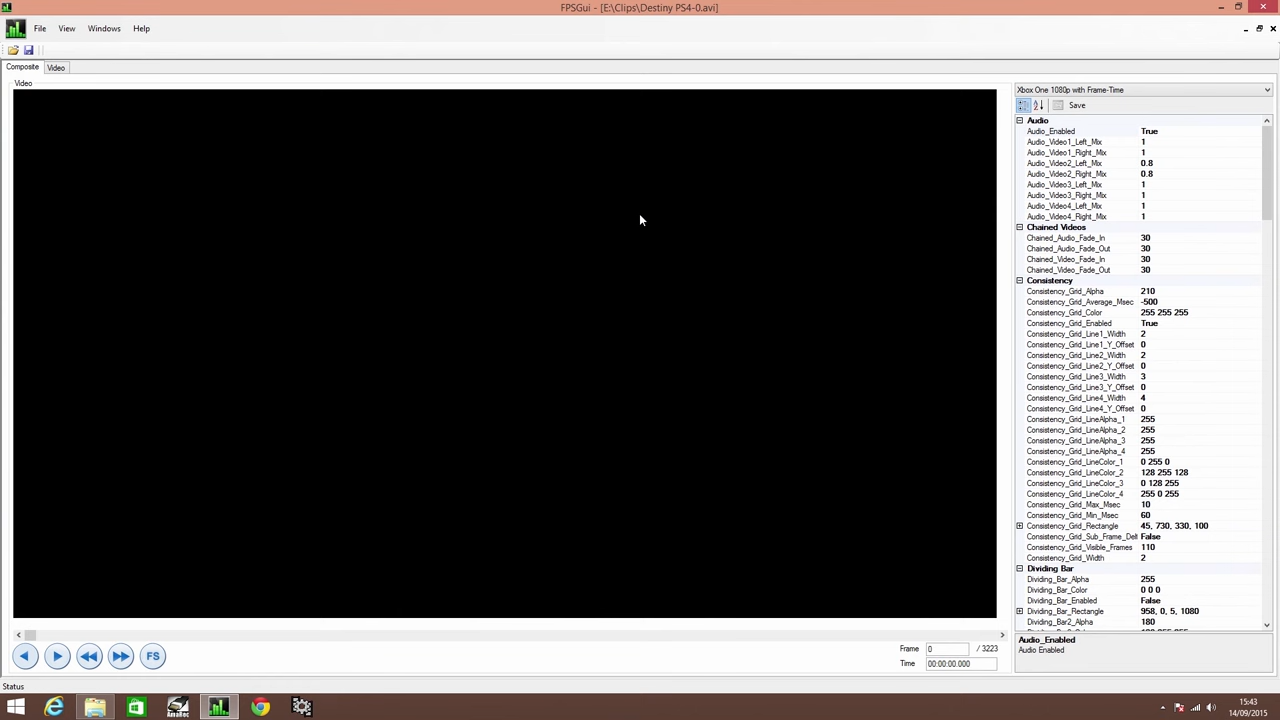 FPSGui - [E:\Clips\Destiny PS4-0.avi]
File View Windows Help
Composite Video
Video
Xbox One 1080p with Frame-Time
Save
Audio
Audio_Enabled True
Audio_Video1_Left_Mix 1
Audio_Video1_Right_Mix 1
Audio_Video2_Left_Mix 0.8
Audio_Video2_Right_Mix 0.8
Audio_Video3_Left_Mix 1
Audio_Video3_Right_Mix 1
Audio_Video4_Left_Mix 1
Audio_Video4_Right_Mix 1
Chained Videos
Chained_Audio_Fade_In 30
Chained_Audio_Fade_Out 30
Chained_Video_Fade_In 30
Chained_Video_Fade_Out 30
Consistency
Consistency_Grid_Alpha 210
Consistency_Grid_Average_Msec -500
Consistency_Grid_Color 255 255 255
Consistency_Grid_Enabled True
Consistency_Grid_Line1_Width 2
Consistency_Grid_Line1_Y_Offset 0
Consistency_Grid_Line2_Width 2
Consistency_Grid_Line2_Y_Offset 0
Consistency_Grid_Line3_Width 3
Consistency_Grid_Line3_Y_Offset 0
Consistency_Grid_Line4_Width 4
Consistency_Grid_Line4_Y_Offset 0
Consistency_Grid_LineAlpha_1 255
Consistency_Grid_LineAlpha_2 255
Consistency_Grid_LineAlpha_3 255
Consistency_Grid_LineAlpha_4 255
Consistency_Grid_LineColor_1 0 255 0
Consistency_Grid_LineColor_2 128 255 128
Consistency_Grid_LineColor_3 0 128 255
Consistency_Grid_LineColor_4 255 0 255
Consistency_Grid_Max_Msec 10
Consistency_Grid_Min_Msec 60
Consistency_Grid_Rectangle 45, 730, 330, 100
Consistency_Grid_Sub_Frame_Delt False
Consistency_Grid_Visible_Frames 110
Consistency_Grid_Width 2
Dividing Bar
Dividing_Bar_Alpha 255
Dividing_Bar_Color 0 0 0
Dividing_Bar_Enabled False
Dividing_Bar_Rectangle 958, 0, 5, 1080
Dividing_Bar2_Alpha 180
Audio_Enabled
Audio Enabled
FS
Frame 0 / 3223
Time 00:00:00.000
Status
AmaRec
15:43
14/09/2015